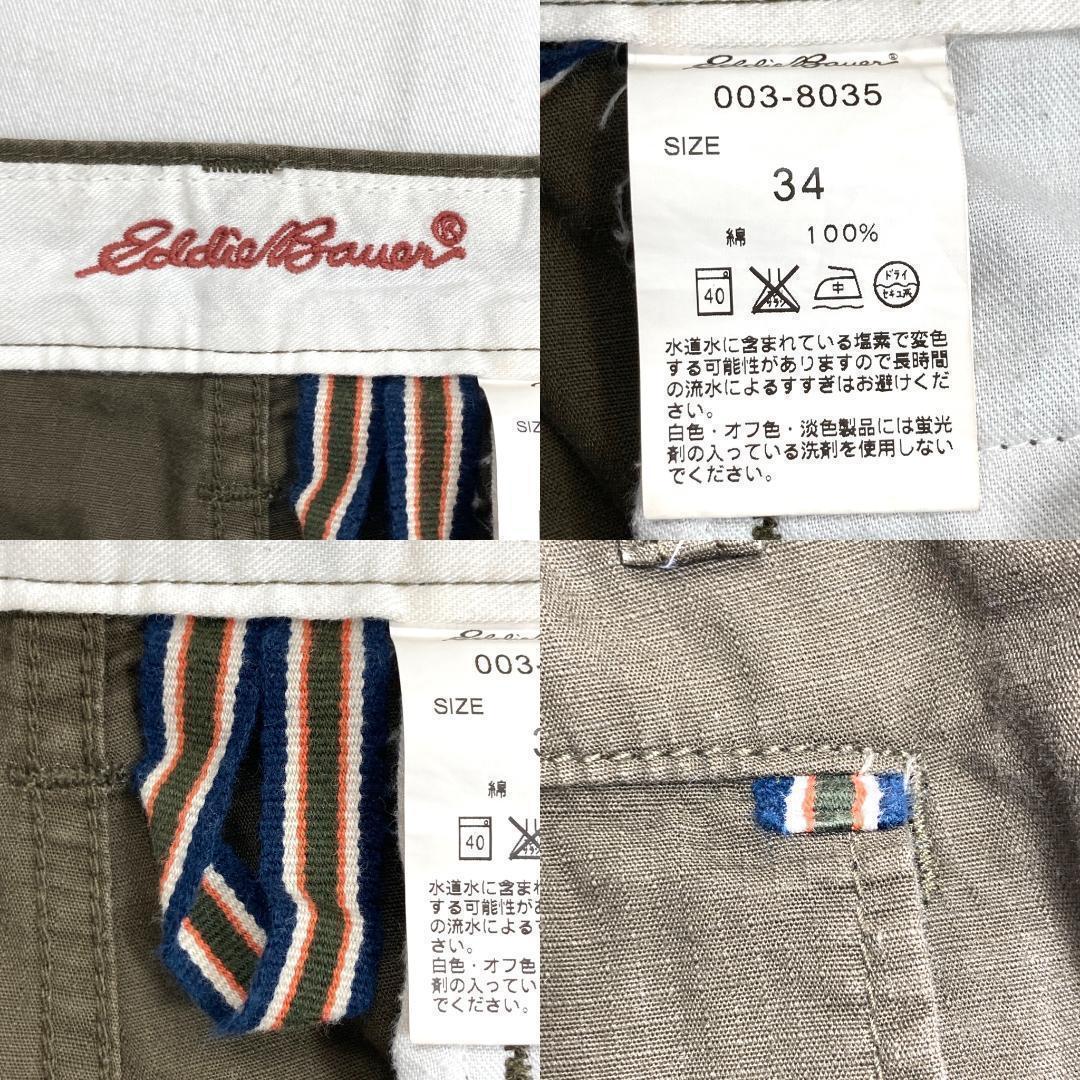 Eddie Bauer®
SIZ
Eddie Bauer®
003-8035
SIZE
34
綿 100%
40
中
ドライ
セキユ系
水道水に含まれている塩素で変色
する可能性がありますので長時間
の流水によるすすぎはお避けくだ
さい。
白色・オフ色・淡色製品には蛍光
剤の入っている洗剤を使用しない
でください。
003-
SIZE
綿
40
水道水に含ま
する可能性が
の流水による
さい。
白色・オフ色
剤の入ってい
でください。